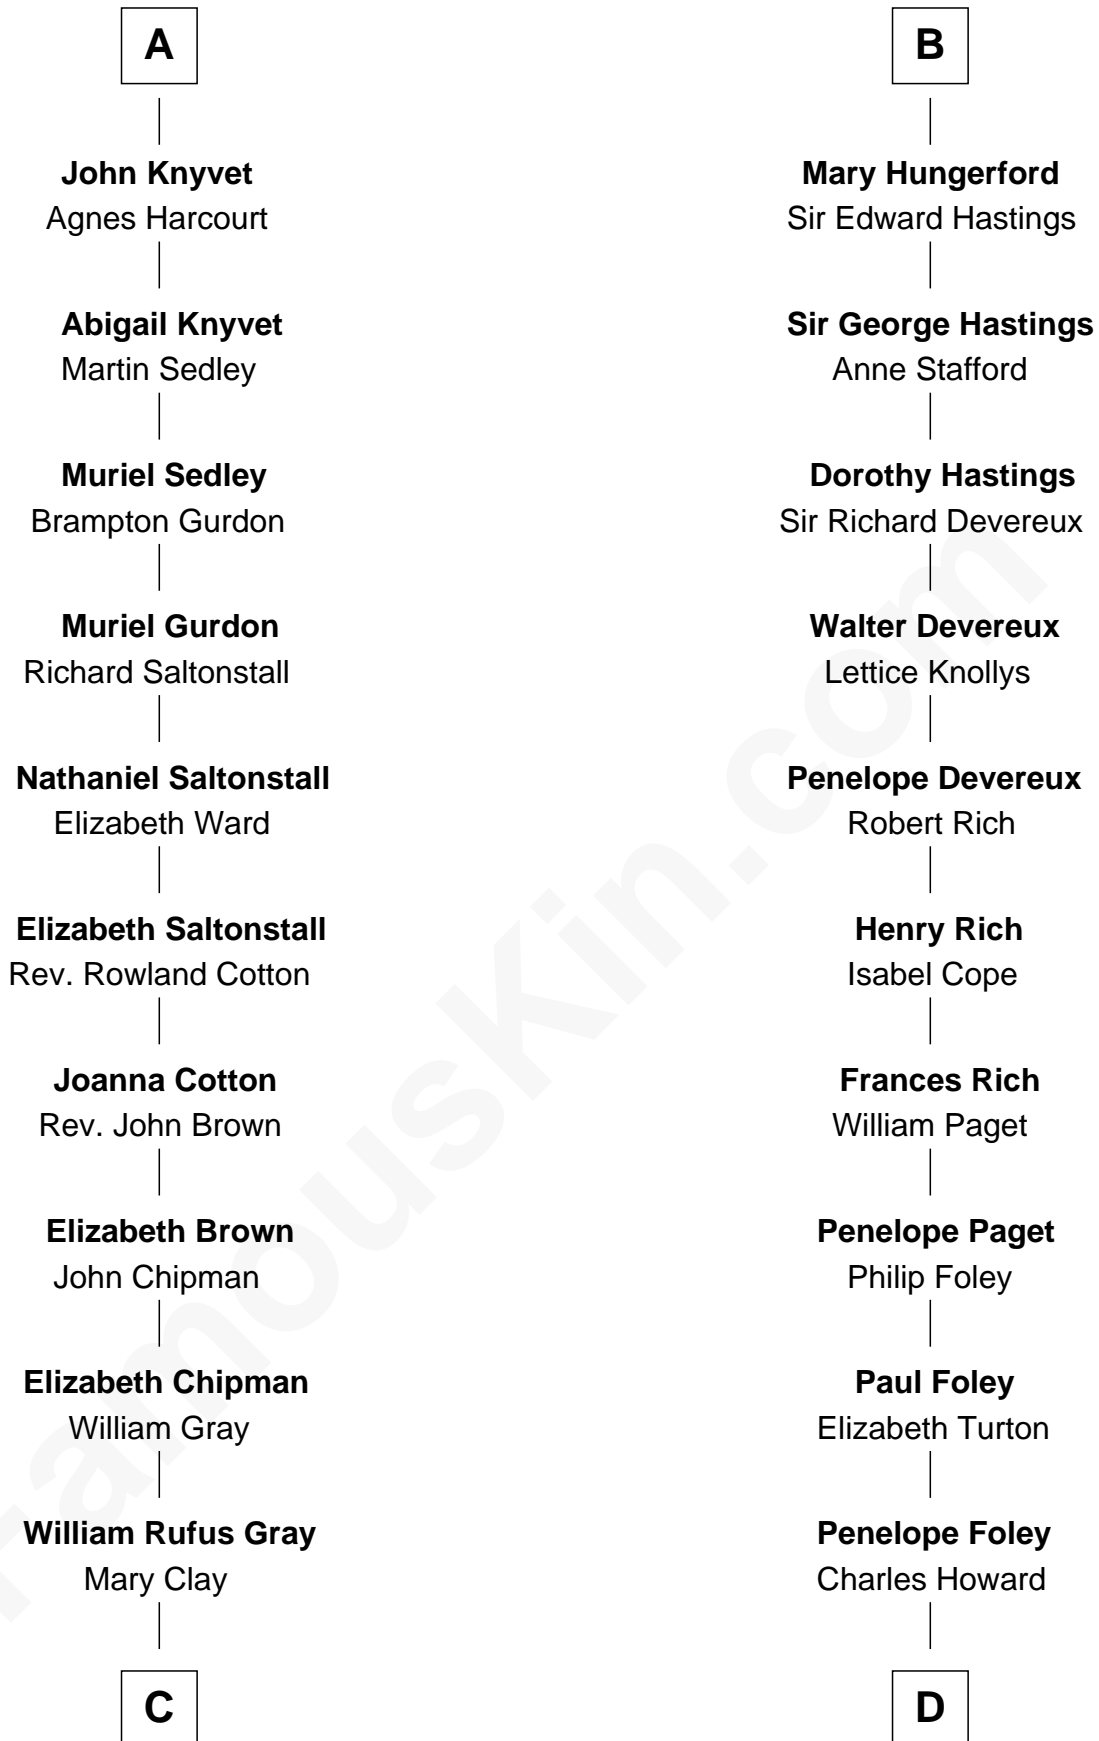 A
John Knyvet
Agnes Harcourt
Abigail Knyvet
Martin Sedley
Muriel Sedley
Brampton Gurdon
Muriel Gurdon
Richard Saltonstall
Nathaniel Saltonstall
Elizabeth Ward
Elizabeth Saltonstall
Rev. Rowland Cotton
Joanna Cotton
Rev. John Brown
Elizabeth Brown
John Chipman
Elizabeth Chipman
William Gray
William Rufus Gray
Mary Clay
C
B
Mary Hungerford
Sir Edward Hastings
Sir George Hastings
Anne Stafford
Dorothy Hastings
Sir Richard Devereux
Walter Devereux
Lettice Knollys
Penelope Devereux
Robert Rich
Henry Rich
Isabel Cope
Frances Rich
William Paget
Penelope Paget
Philip Foley
Paul Foley
Elizabeth Turton
Penelope Foley
Charles Howard
D
FamousKin.com